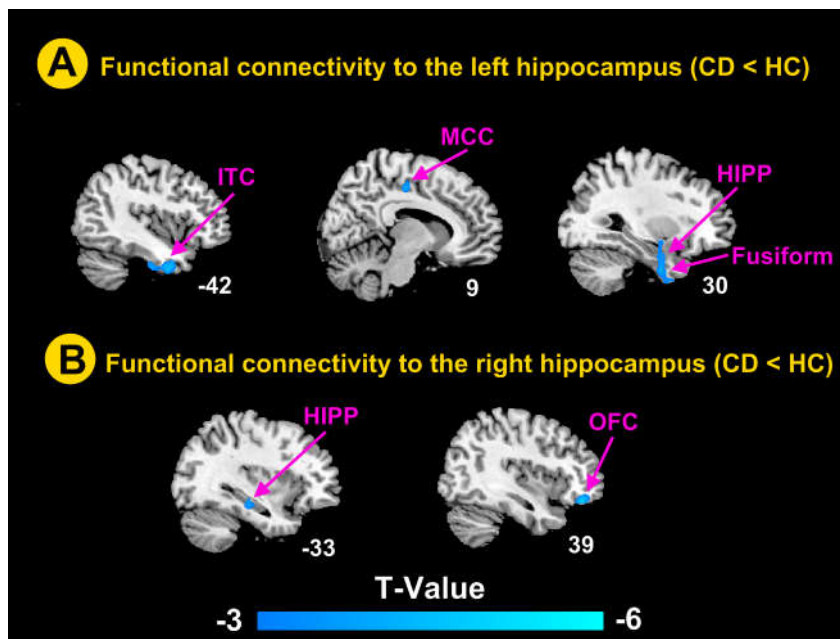 A Functional connectivity to the left hippocampus (CD < HC)
ITC
MCC
HIPP
Fusiform
-42
9
30
B Functional connectivity to the right hippocampus (CD < HC)
HIPP
OFC
-33
39
T-Value
-3 -6